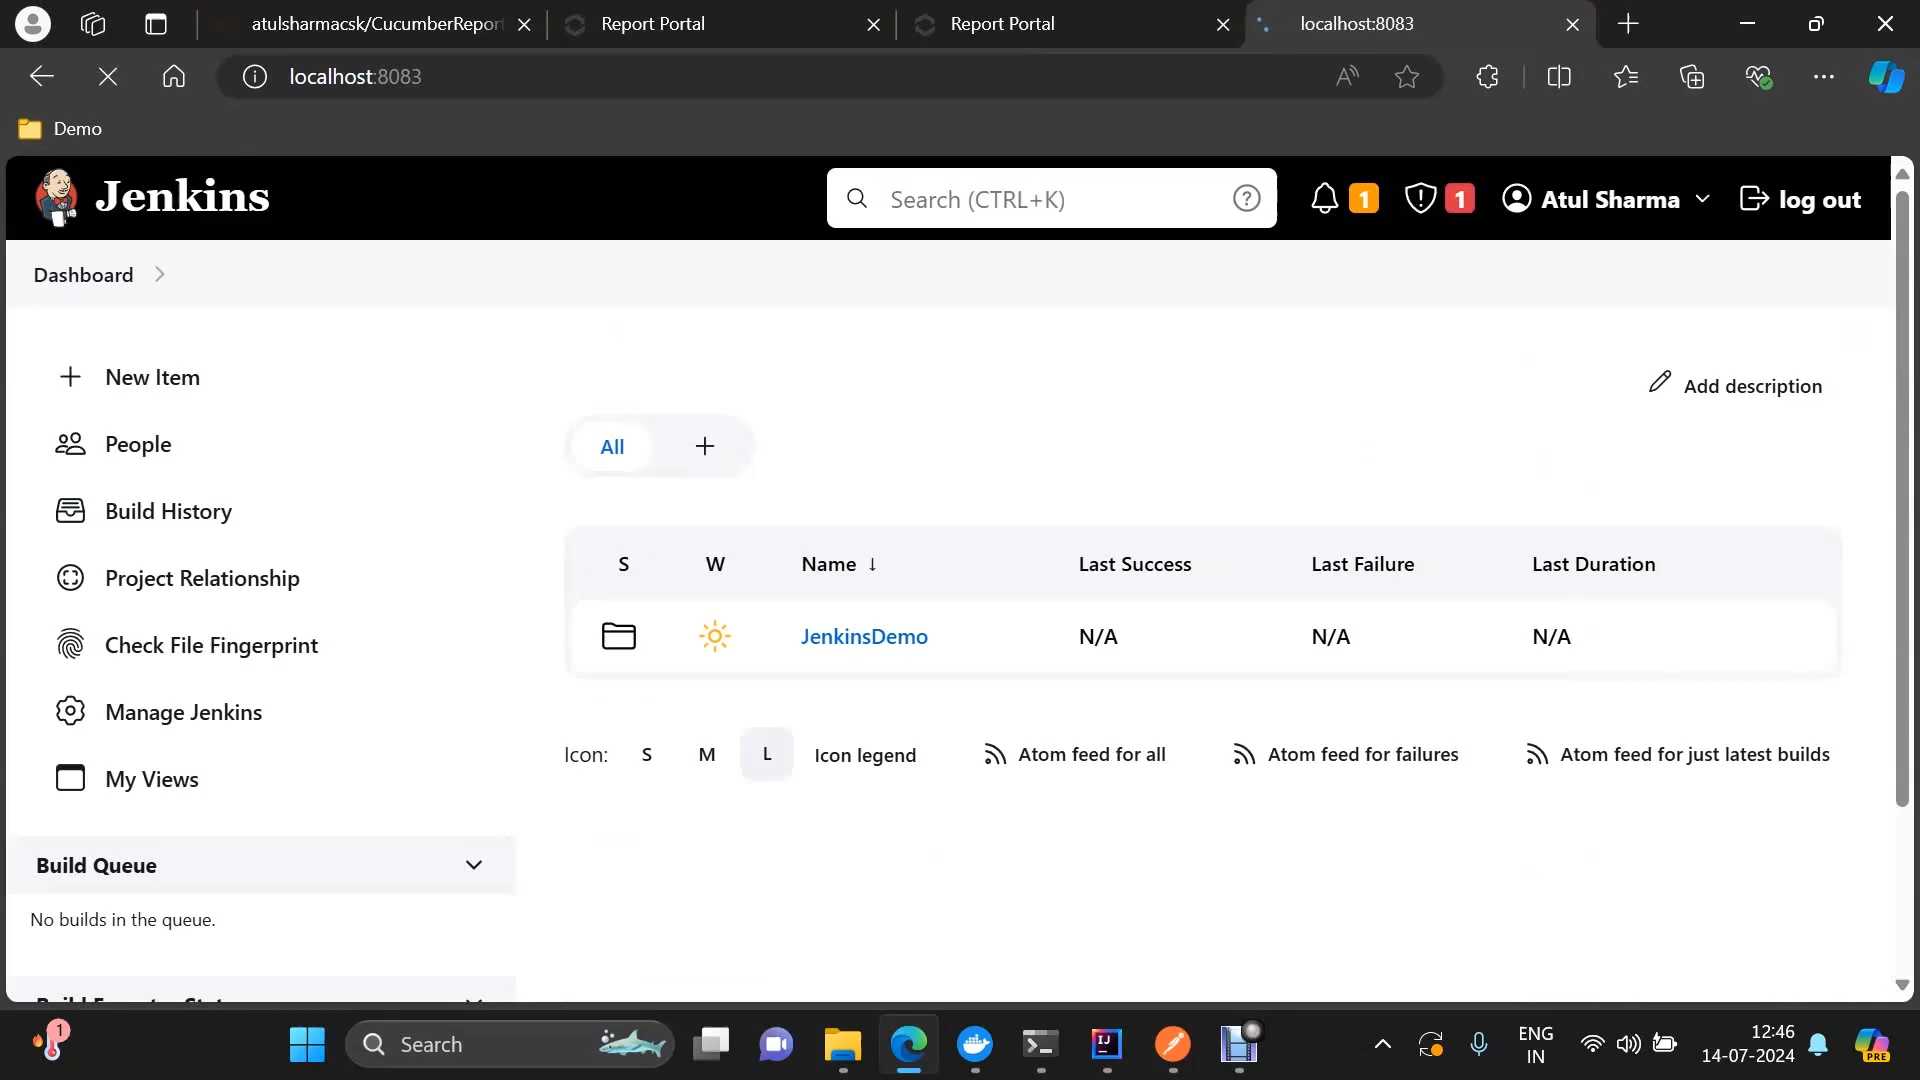 atulsharmacsk/CucumberRepor
Report Portal
Report Portal
localhost:8083
localhost:8083
Demo
Jenkins
Search (CTRL+K)
1
1
Atul Sharma
log out
Dashboard
New Item
People
Build History
Project Relationship
Check File Fingerprint
Manage Jenkins
My Views
Add description
All
S W Name ↓ Last Success Last Failure Last Duration
JenkinsDemo N/A N/A N/A
Icon: S M L Icon legend Atom feed for all Atom feed for failures Atom feed for just latest builds
Build Queue
No builds in the queue.
1
Search
ENG
IN
12:46
14-07-2024
PRE